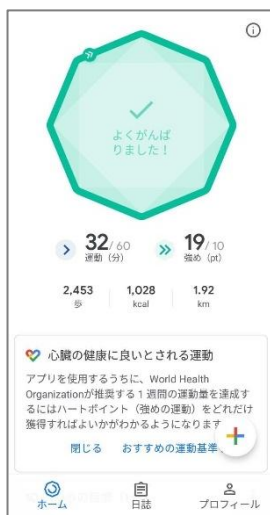 よくがんば
りました！
32/60
運動（分）
19/10
強め（pt）
2,453
歩
1,028
kcal
1.92
km
心臓の健康に良いとされる運動
アプリを使用するうちに、World Health
Organizationが推奨する 1 週間の運動量を達成す
るにはハートポイント（強めの運動）をどれだけ
獲得すればよいかがわかるようになります
閉じる
おすすめの運動基準
ホーム
日誌
プロフィール